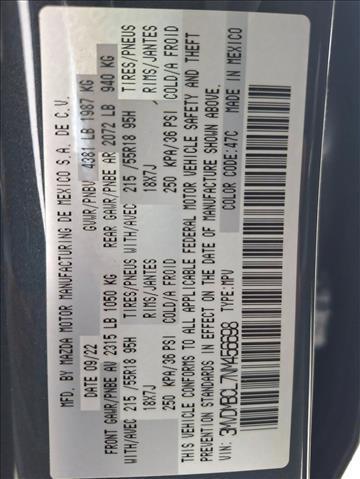 MFD. BY MAZDA MOTOR MANUFACTURING DE MEXICO S.A. DE C.V.
DATE 09/22 GVWR/PNBV 4381 LB 1987 KG
FRONT GAWR/PNBE AV 2315 LB 1050 KG REAR GAWR/PNBE AR 2072 LB 940 KG
TIRES/PNEUS WITH/AVEC 215/55R18 95H TIRES/PNEUS
WITH/AVEC 215/55R18 95H
RIMS/JANTES 18X7J RIMS/JANTES 18X7J
COLD/A FROID 250 KPA/36 PSI COLD/A FROID 250 KPA/36 PSI
THIS VEHICLE CONFORMS TO ALL APPLICABLE FEDERAL MOTOR VEHICLE SAFETY AND THEFT
PREVENTION STANDARDS IN EFFECT ON THE DATE OF MANUFACTURE SHOWN ABOVE.
COLOR CODE: 47C
TYPE: MPV MADE IN MEXICO